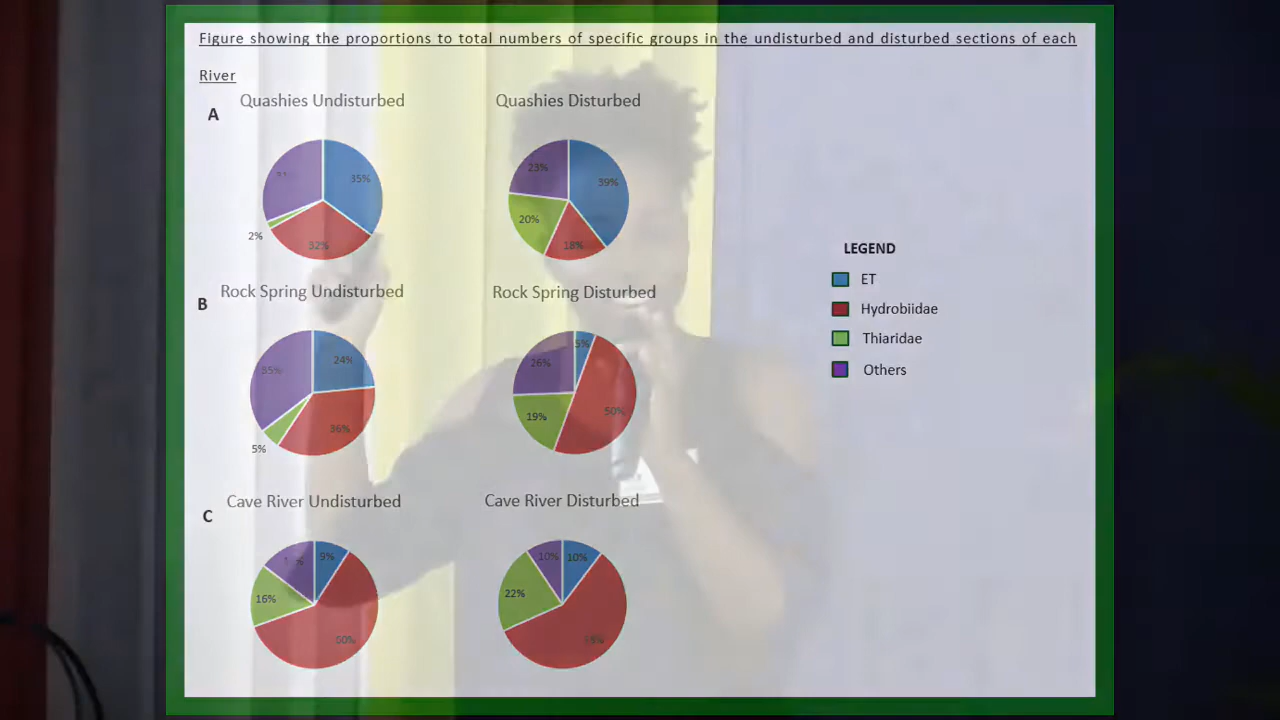 Figure showing the proportions to total numbers of specific groups in the undisturbed and disturbed sections of each
River
A
Quashies Undisturbed
Quashies Disturbed
35%
32%
2%
39%
18%
20%
23%
LEGEND
ET
Hydrobiidae
Thiaridae
Others
B
Rock Spring Undisturbed
Rock Spring Disturbed
24%
36%
5%
35%
5%
50%
19%
26%
C
Cave River Undisturbed
Cave River Disturbed
9%
60%
16%
10%
22%
10%